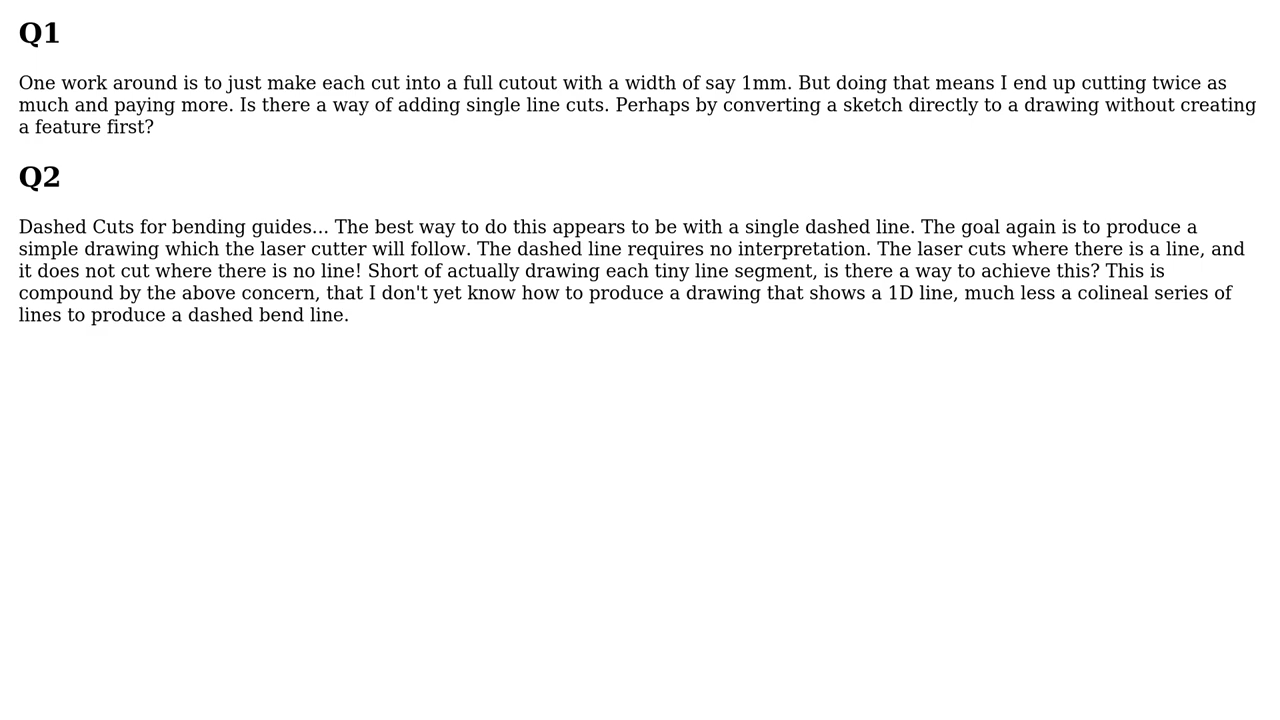 Q1
One work around is to just make each cut into a full cutout with a width of say 1mm. But doing that means I end up cutting twice as
much and paying more. Is there a way of adding single line cuts. Perhaps by converting a sketch directly to a drawing without creating
a feature first?
Q2
Dashed Cuts for bending guides... The best way to do this appears to be with a single dashed line. The goal again is to produce a
simple drawing which the laser cutter will follow. The dashed line requires no interpretation. The laser cuts where there is a line, and
it does not cut where there is no line! Short of actually drawing each tiny line segment, is there a way to achieve this? This is
compound by the above concern, that I don't yet know how to produce a drawing that shows a 1D line, much less a colineal series of
lines to produce a dashed bend line.